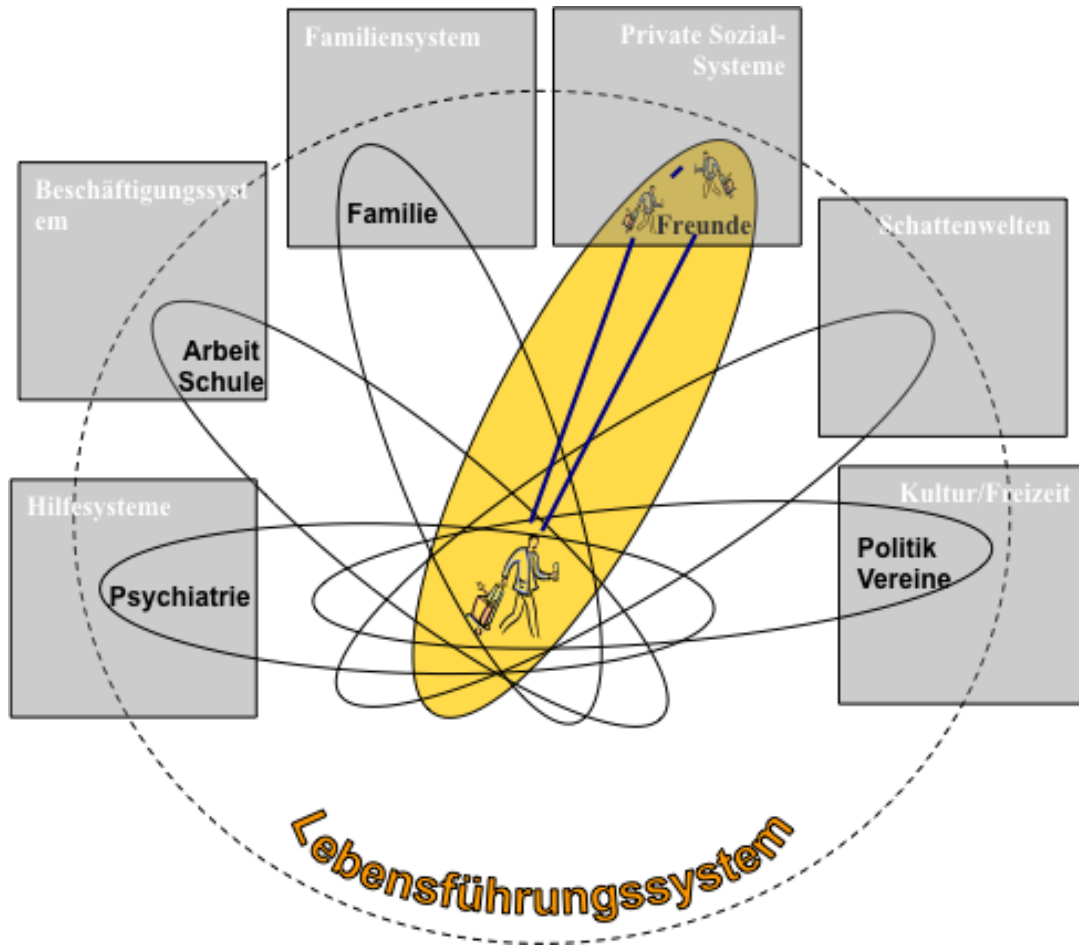 Familiensystem
Private Sozial-
Systeme
Beschäftigungssyst
em
Familie
Freunde
Schattenwelten
Arbeit
Schule
Hilfesysteme
Kultur/Freizeit
Psychiatrie
Politik
Vereine
Lebensführungssystem